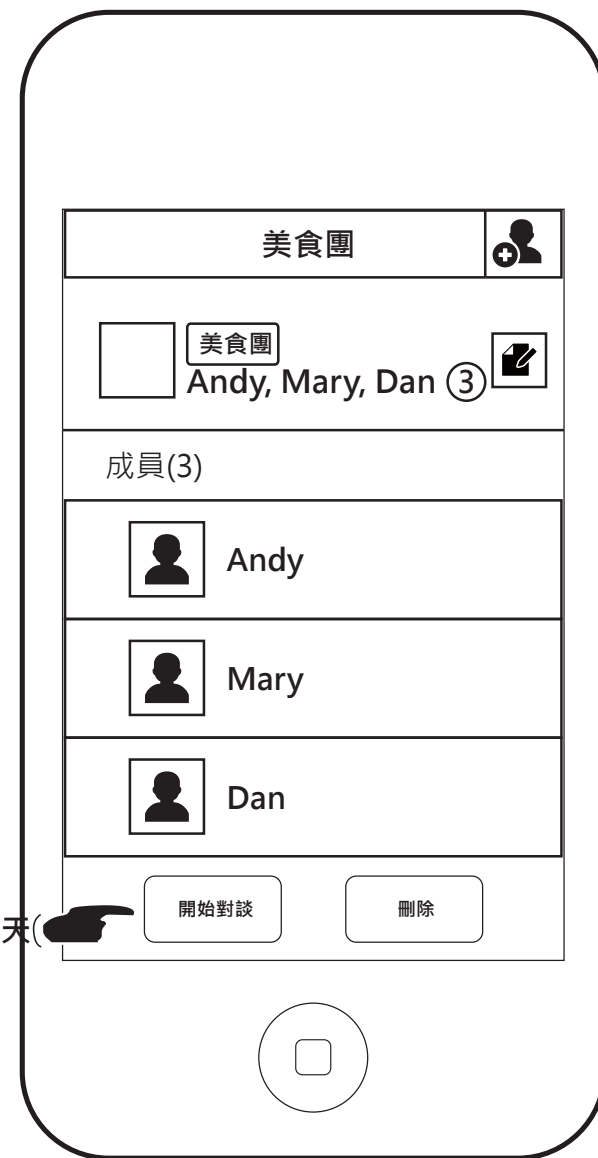 美食團
美食團
Andy, Mary, Dan ③
成員(3)
Andy
Mary
Dan
天(
開始對談
刪除